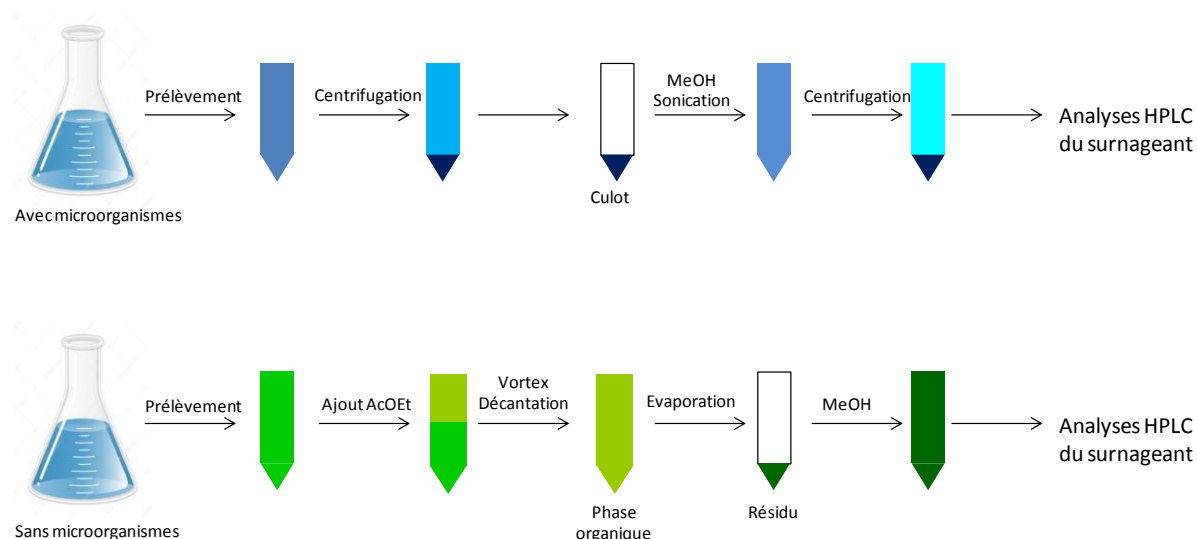 Prélèvement
Centrifugation
MeOH
Sonication
Centrifugation
Analyses HPLC
du surnageant
Avec microorganismes
Culot
Prélèvement
Ajout AcOEt
Vortex
Décantation
Evaporation
MeOH
Analyses HPLC
du surnageant
Sans microorganismes
Phase
organique
Résidu